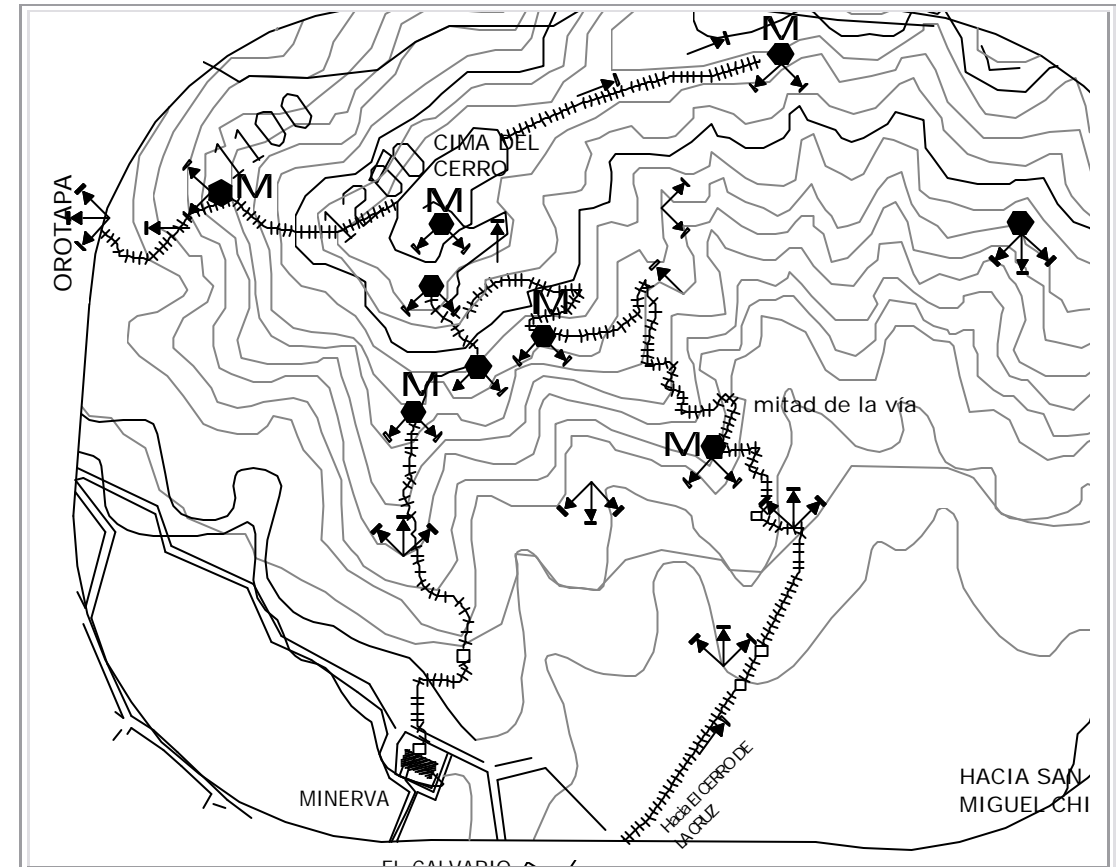 M
1100
CIMA DEL
CERRO
M
OROTAPA
1200
M
M
M
mitad de la vía
M
MINERVA
Hacia El CERRO DE
LA CRUZ
HACIA SAN
MIGUEL CHI
EL CALVARIO